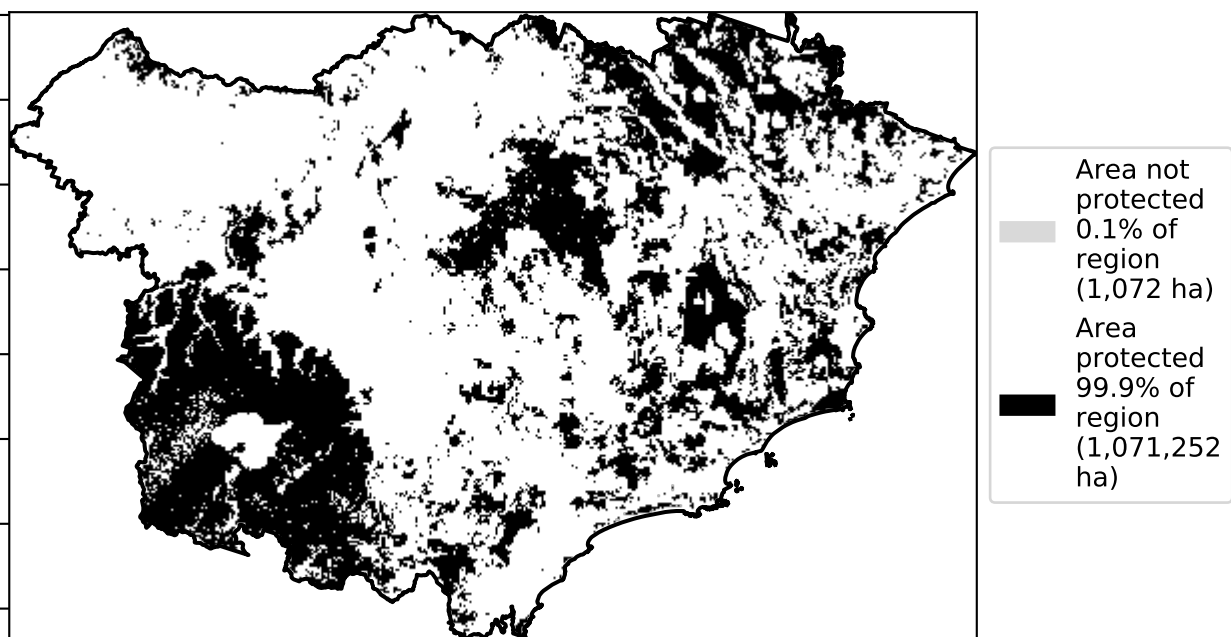 Area not
protected
0.1% of
region
(1,072 ha)
Area
protected
99.9% of
region
(1,071,252
ha)